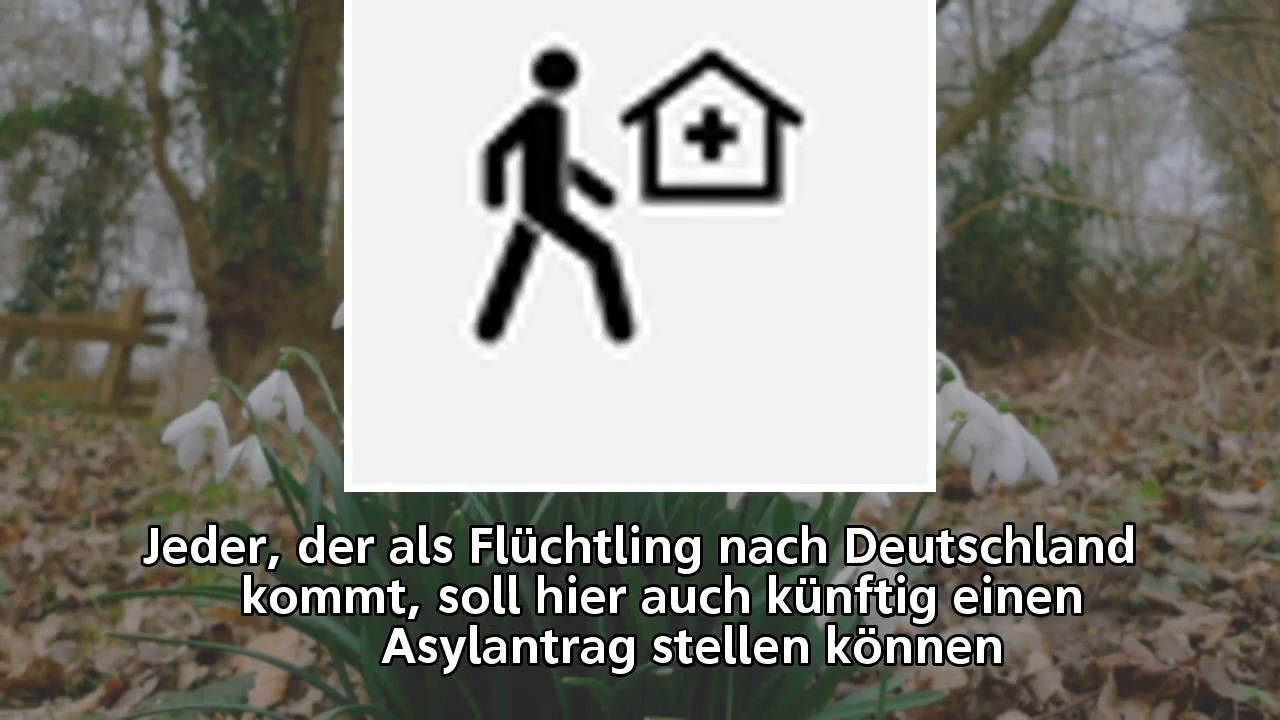 Jeder, der als Flüchtling nach Deutschland
kommt, soll hier auch künftig einen
Asylantrag stellen können